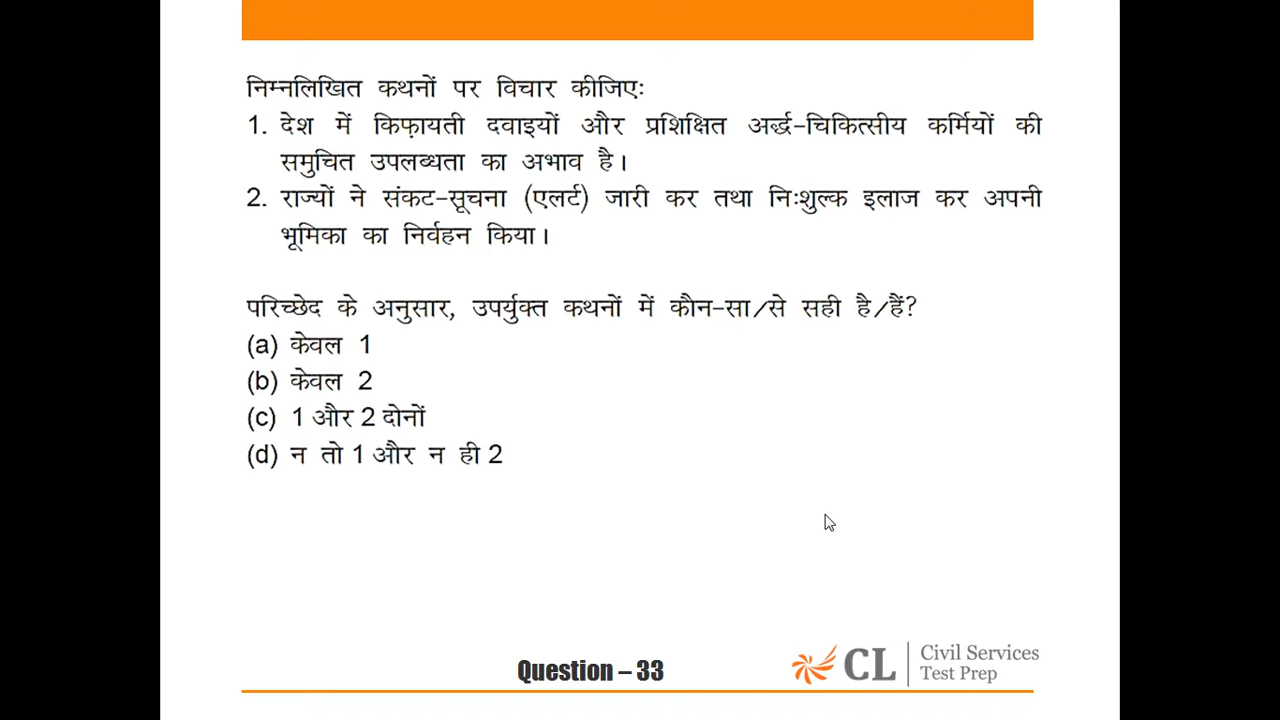 निम्नलिखित कथनों पर विचार कीजिए:
1. देश में किफ़ायती दवाइयों और प्रशिक्षित अर्द्ध-चिकित्सीय कर्मियों की
समुचित उपलब्धता का अभाव है।
2. राज्यों ने संकट-सूचना (एलर्ट) जारी कर तथा निःशुल्क इलाज कर अपनी
भूमिका का निर्वहन किया।
परिच्छेद के अनुसार, उपर्युक्त कथनों में कौन-सा/से सही है/हैं?
(a) केवल 1
(b) केवल 2
(c) 1 और 2 दोनों
(d) न तो 1 और न ही 2
Question – 33
CL
Civil Services
Test Prep